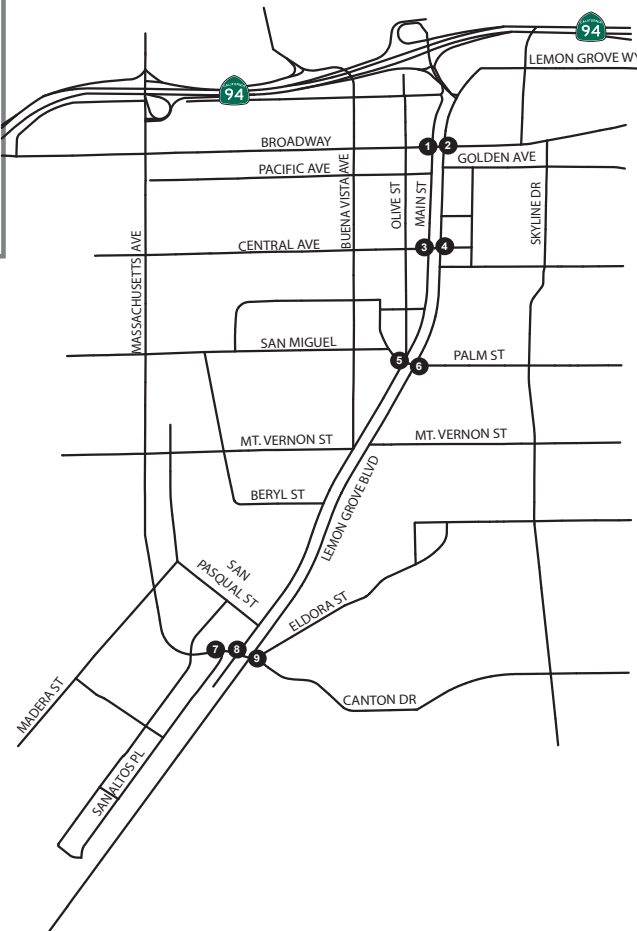 CALIFORNIA
94
LEMON GROVE WY
CALIFORNIA
94
BROADWAY
1
2
GOLDEN AVE
PACIFIC AVE
BUENA VISTA AVE
OLIVE ST
MAIN ST
SKYLINE DR
MASSACHUSETTS AVE
CENTRAL AVE
3
4
SAN MIGUEL
5
6
PALM ST
MT. VERNON ST
MT. VERNON ST
BERYL ST
LEMON GROVE BLVD
SAN
PASQUAL ST
ELDORA ST
7
8
9
MADERA ST
CANTON DR
SAN ALTOS PL